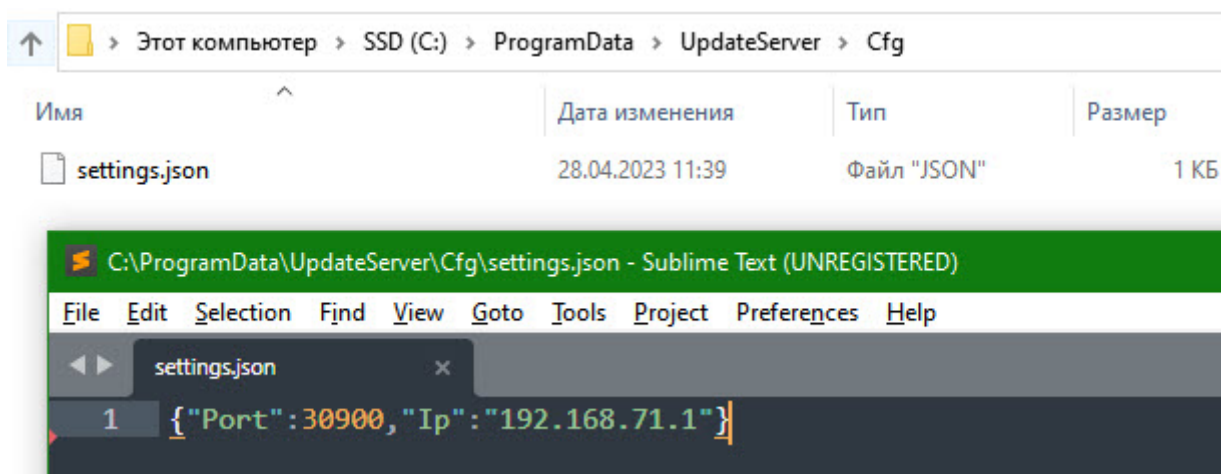 Этот компьютер > SSD (C:) > ProgramData > UpdateServer > Cfg
Имя Дата изменения Тип Размер
settings.json 28.04.2023 11:39 Файл "JSON" 1 КБ
C:\ProgramData\UpdateServer\Cfg\settings.json - Sublime Text (UNREGISTERED)
File Edit Selection Find View Goto Tools Project Preferences Help
settings.json ×
1 {"Port":30900,"Ip":"192.168.71.1"}